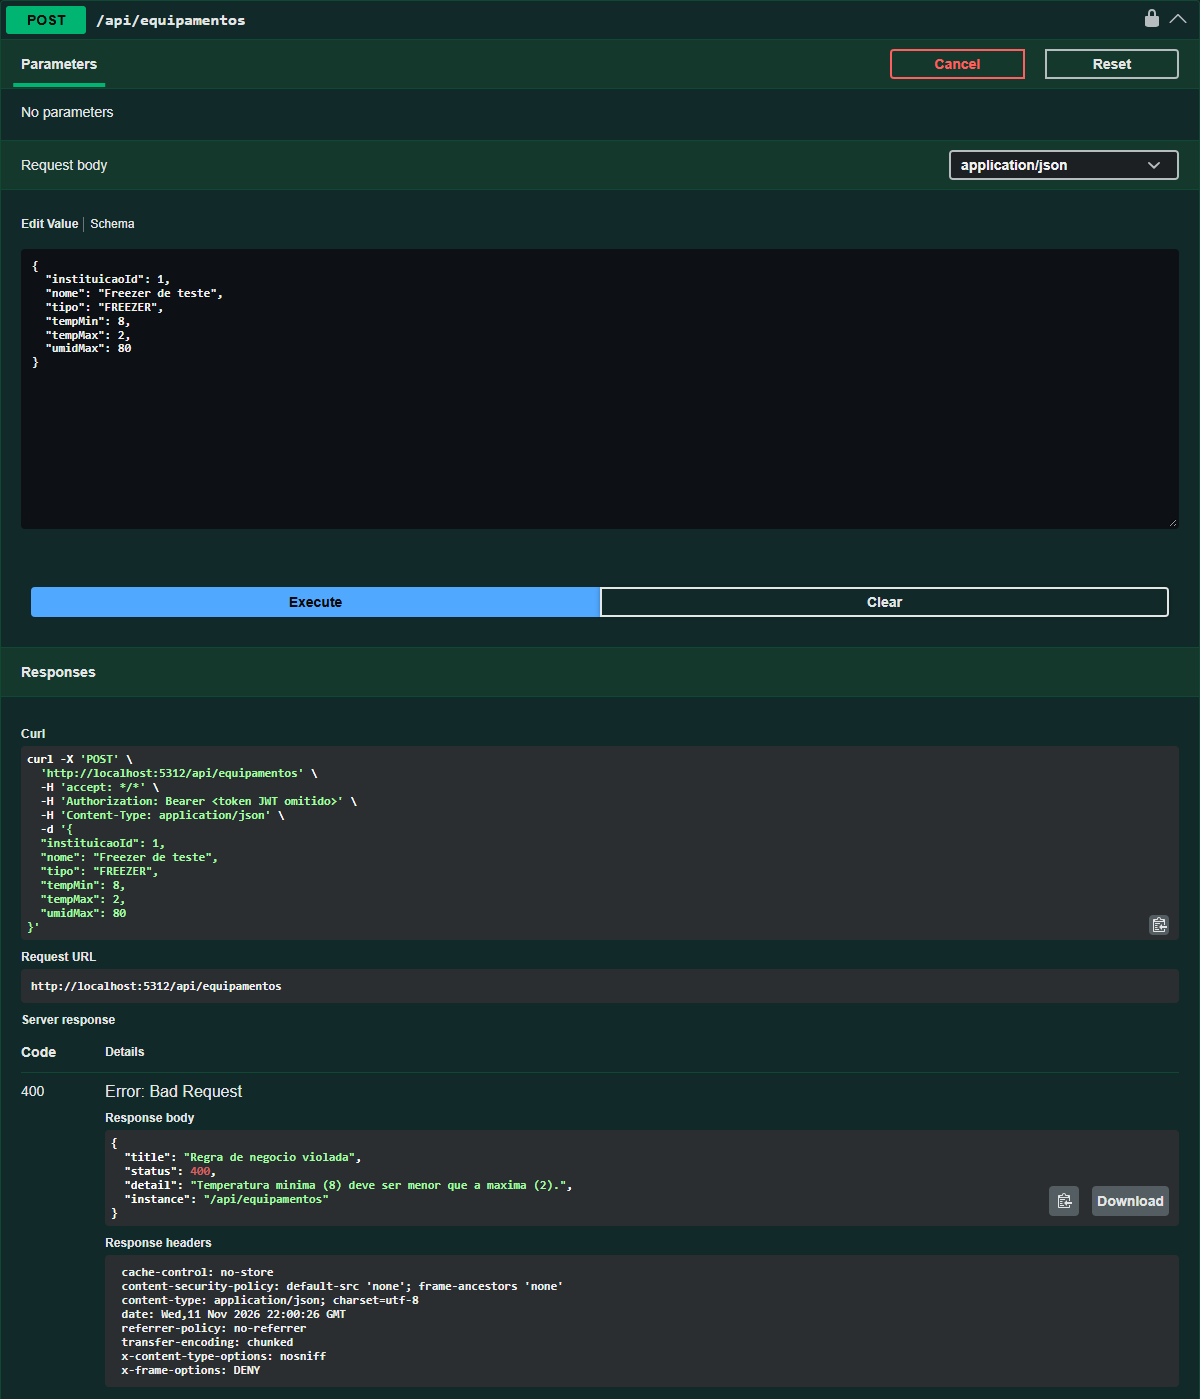 POST /api/equipamentos
Parameters
Cancel
Reset
No parameters
Request body
application/json
Edit Value | Schema
{
  "instituicaoId": 1,
  "nome": "Freezer de teste",
  "tipo": "FREEZER",
  "tempMin": 8,
  "tempMax": 2,
  "umidMax": 80
}
Execute
Clear
Responses
Curl
curl -X 'POST' \
  'http://localhost:5312/api/equipamentos' \
  -H 'accept: */*' \
  -H 'Authorization: Bearer <token JWT omitido>' \
  -H 'Content-Type: application/json' \
  -d '{
  "instituicaoId": 1,
  "nome": "Freezer de teste",
  "tipo": "FREEZER",
  "tempMin": 8,
  "tempMax": 2,
  "umidMax": 80
}'
Request URL
http://localhost:5312/api/equipamentos
Server response
Code
Details
400
Error: Bad Request
Response body
{
  "title": "Regra de negocio violada",
  "status": 400,
  "detail": "Temperatura minima (8) deve ser menor que a maxima (2).",
  "instance": "/api/equipamentos"
}
Download
Response headers
cache-control: no-store
content-security-policy: default-src 'none'; frame-ancestors 'none'
content-type: application/json; charset=utf-8
date: Wed,11 Nov 2026 22:00:26 GMT
referrer-policy: no-referrer
transfer-encoding: chunked
x-content-type-options: nosniff
x-frame-options: DENY